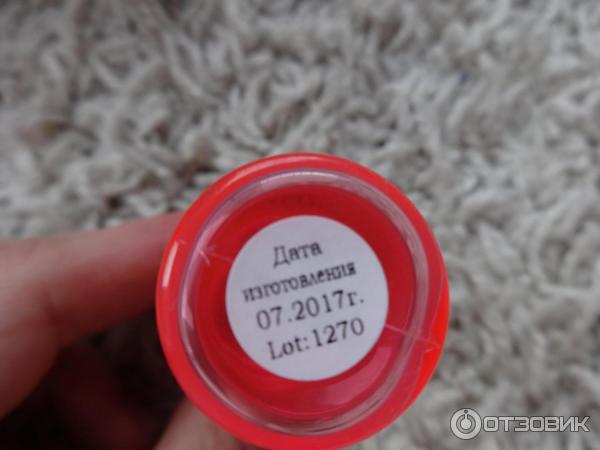 Дата
изготовления
07.2017г.
Lot:1270
ОТЗОВИК